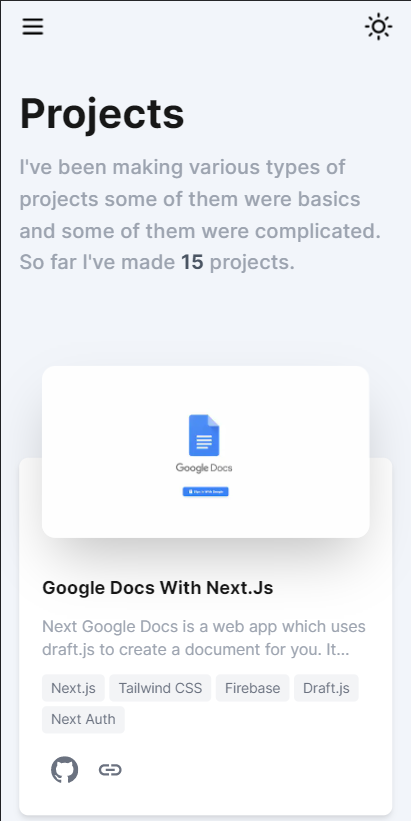 Projects
I've been making various types of
projects some of them were basics
and some of them were complicated.
So far I've made 15 projects.
Google Docs
Google Docs With Next.Js
Next Google Docs is a web app which uses
draft.js to create a document for you. It...
Next.js Tailwind CSS Firebase Draft.js
Next Auth